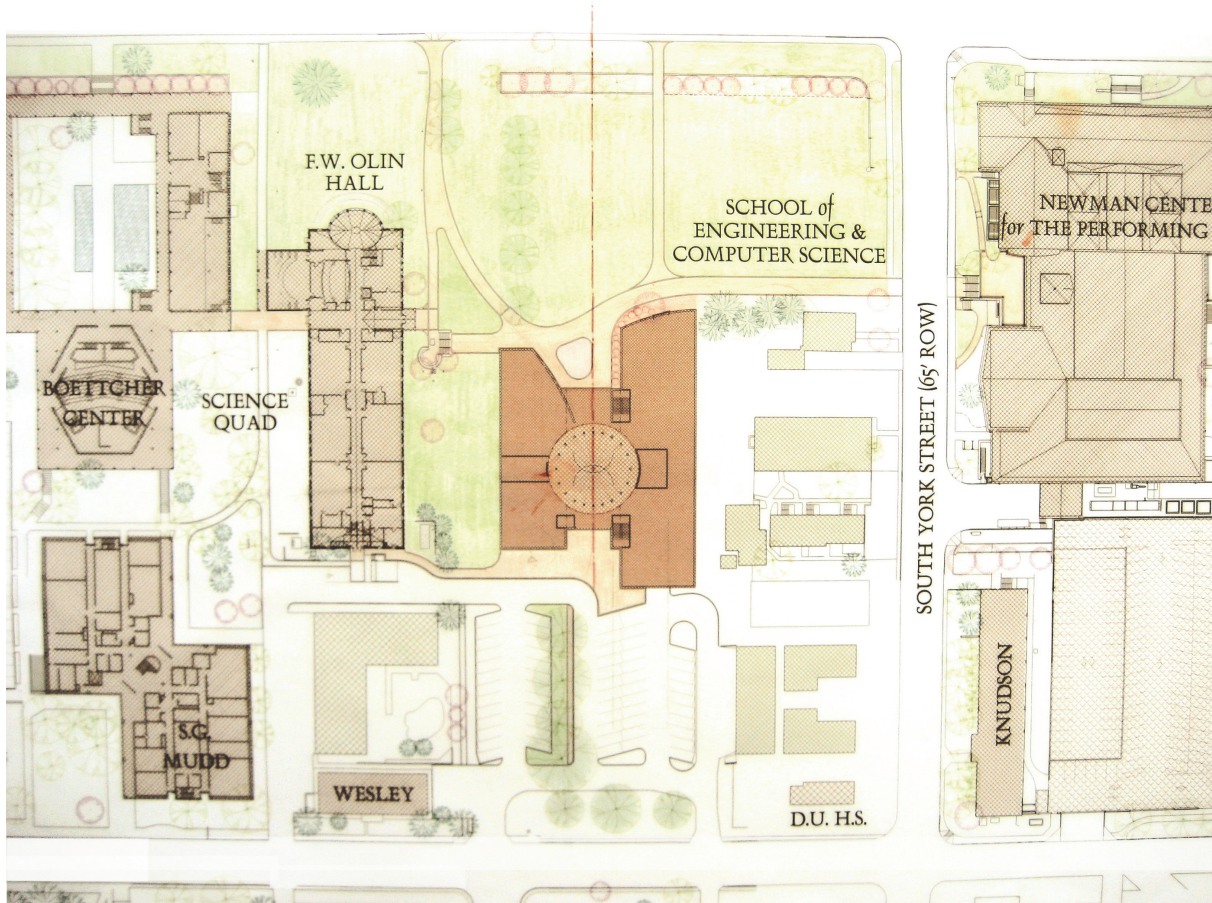 F.W. OLIN
HALL
SCHOOL of
ENGINEERING &
COMPUTER SCIENCE
NEWMAN CENTE
for THE PERFORMING
BOETTCHER
CENTER
SCIENCE
QUAD
SOUTH YORK STREET (65' ROW)
KNUDSON
S.G.
MUDD
WESLEY
D.U. H.S.